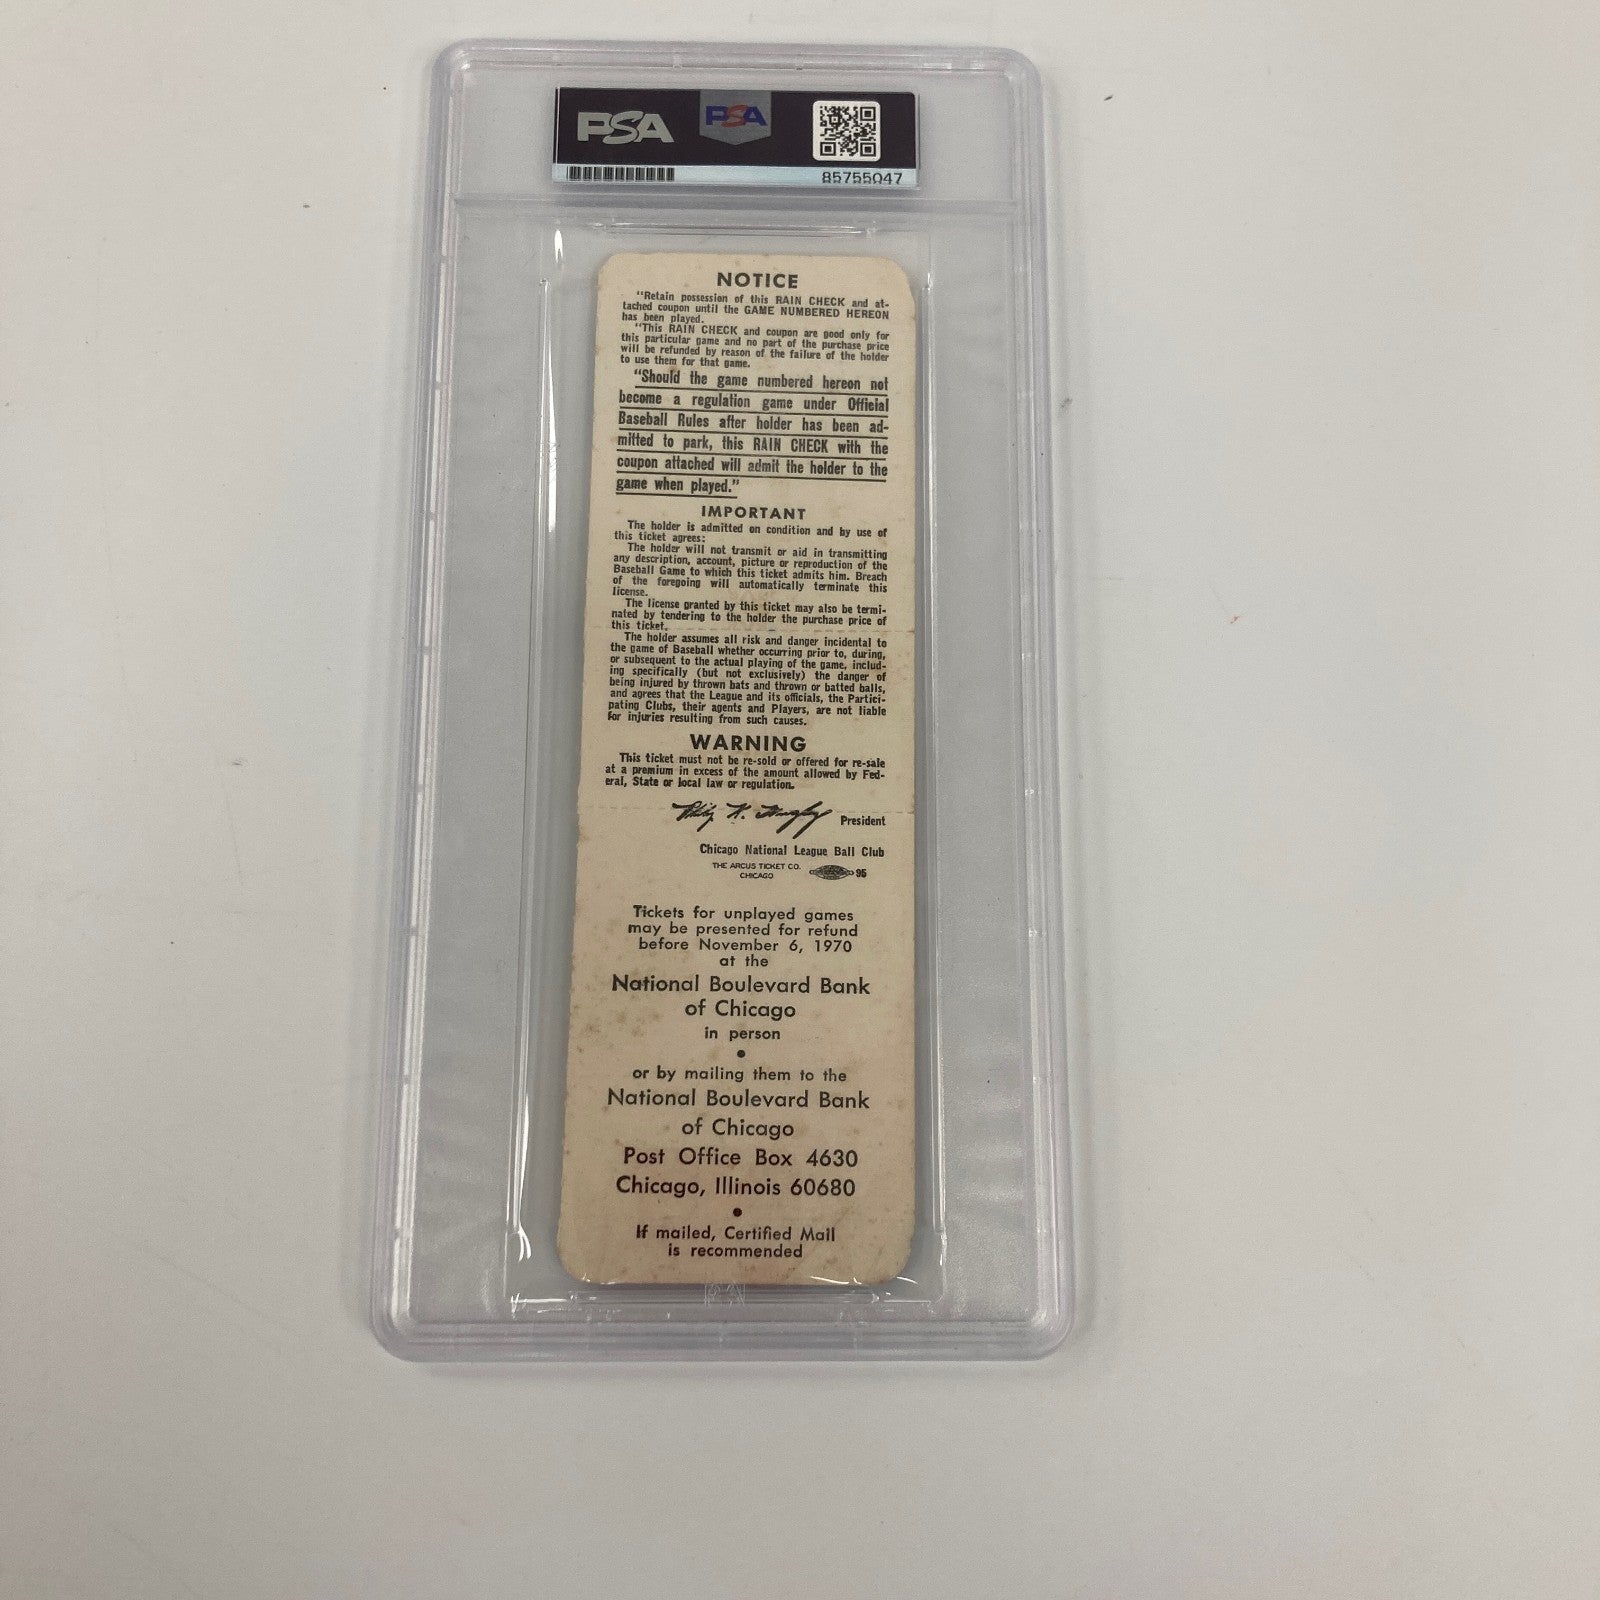 PSA PSA
85755047
NOTICE
"Retain possession of this RAIN CHECK and at-
tached coupon until the GAME NUMBERED HEREON
has been played.
"This RAIN CHECK and coupon are good only for
this particular game and no part of the purchase price
will be refunded by reason of the failure of the holder
to use them for that game.
"Should the game numbered hereon not
become a regulation game under Official
Baseball Rules after holder has been ad-
mitted to park, this RAIN CHECK with the
coupon attached will admit the holder to the
game when played."
IMPORTANT
The holder is admitted on condition and by use of
this ticket agrees:
The holder will not transmit or aid in transmitting
any description, account, picture or reproduction of the
Baseball Game to which this ticket admits him. Breach
of the foregoing will automatically terminate this
license.
The license granted by this ticket may also be termi-
nated by tendering to the holder the purchase price of
this ticket.
The holder assumes all risk and danger incidental to
the game of Baseball whether occurring prior to, during,
or subsequent to the actual playing of the game, includ-
ing specifically (but not exclusively) the danger of
being injured by thrown bats and thrown or batted balls,
and agrees that the League and its officials, the Partici-
pating Clubs, their agents and Players, are not liable
for injuries resulting from such causes.
WARNING
This ticket must not be re-sold or offered for re-sale
at a premium in excess of the amount allowed by Fed-
eral, State or local law or regulation.
President
Chicago National League Ball Club
THE ARCUS TICKET CO.
CHICAGO 95
Tickets for unplayed games
may be presented for refund
before November 6, 1970
at the
National Boulevard Bank
of Chicago
in person
•
or by mailing them to the
National Boulevard Bank
of Chicago
Post Office Box 4630
Chicago, Illinois 60680
•
If mailed, Certified Mail
is recommended